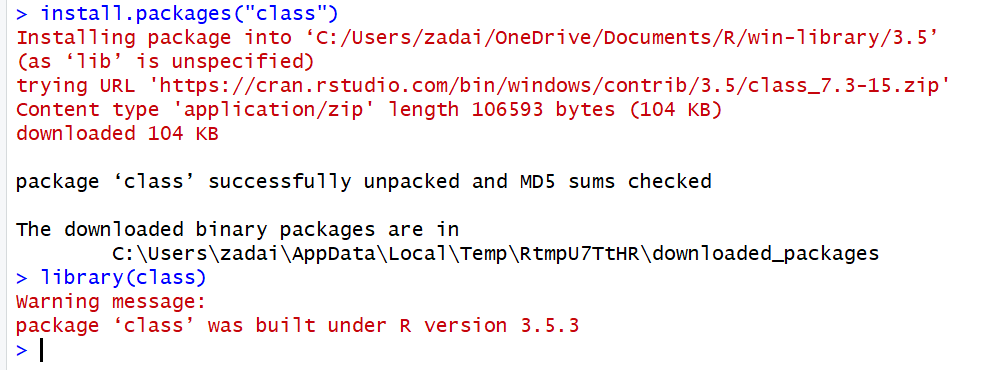 > install.packages("class")
Installing package into ‘C:/Users/zadai/OneDrive/Documents/R/win-library/3.5’
(as ‘lib’ is unspecified)
trying URL 'https://cran.rstudio.com/bin/windows/contrib/3.5/class_7.3-15.zip'
Content type 'application/zip' length 106593 bytes (104 KB)
downloaded 104 KB

package ‘class’ successfully unpacked and MD5 sums checked

The downloaded binary packages are in
        C:\Users\zadai\AppData\Local\Temp\RtmpU7TtHR\downloaded_packages
> library(class)
Warning message:
package ‘class’ was built under R version 3.5.3
>